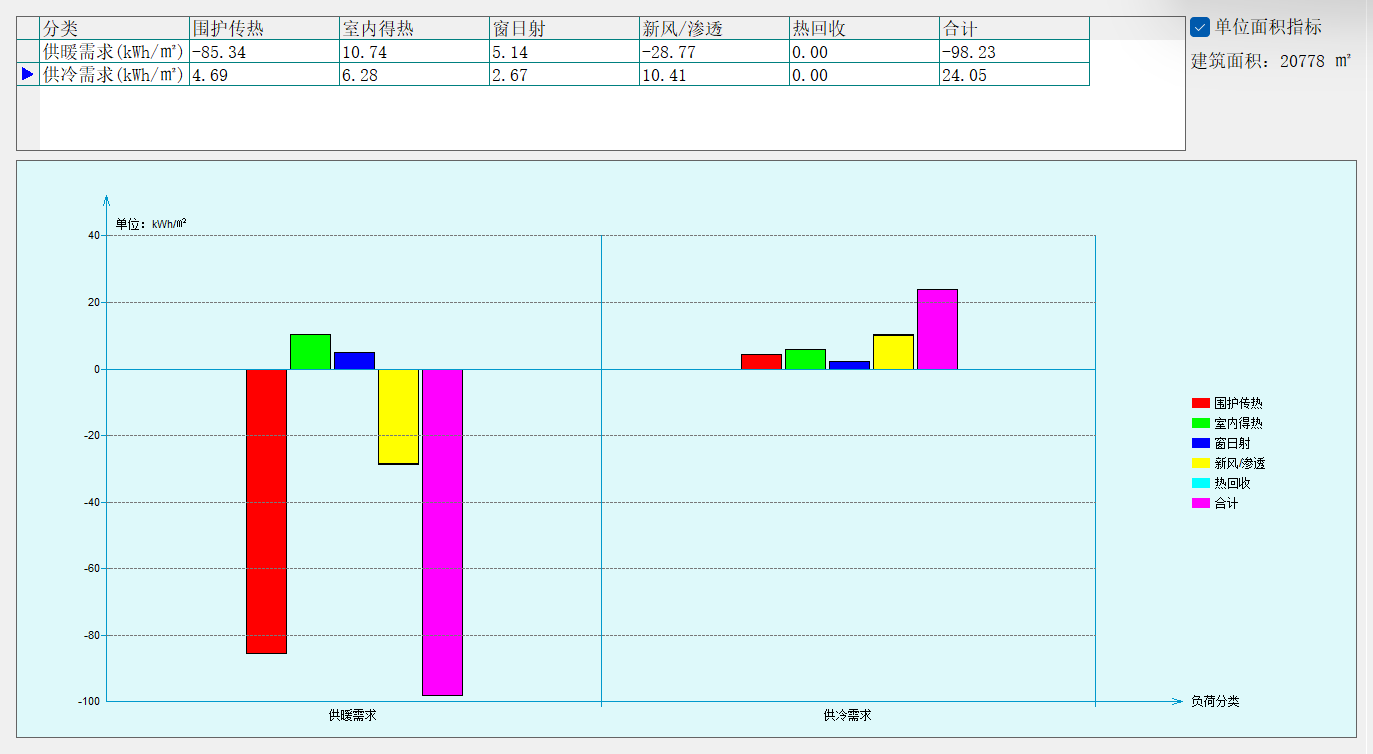 分类 围护传热 室内得热 窗日射 新风/渗透 热回收 合计
供暖需求(kWh/㎡) -85.34 10.74 5.14 -28.77 0.00 -98.23
供冷需求(kWh/㎡) 4.69 6.28 2.67 10.41 0.00 24.05
单位面积指标
建筑面积：20778 ㎡
单位：kWh/㎡
40
20
0
-20
-40
-60
-80
-100
供暖需求
供冷需求
负荷分类
围护传热
室内得热
窗日射
新风/渗透
热回收
合计